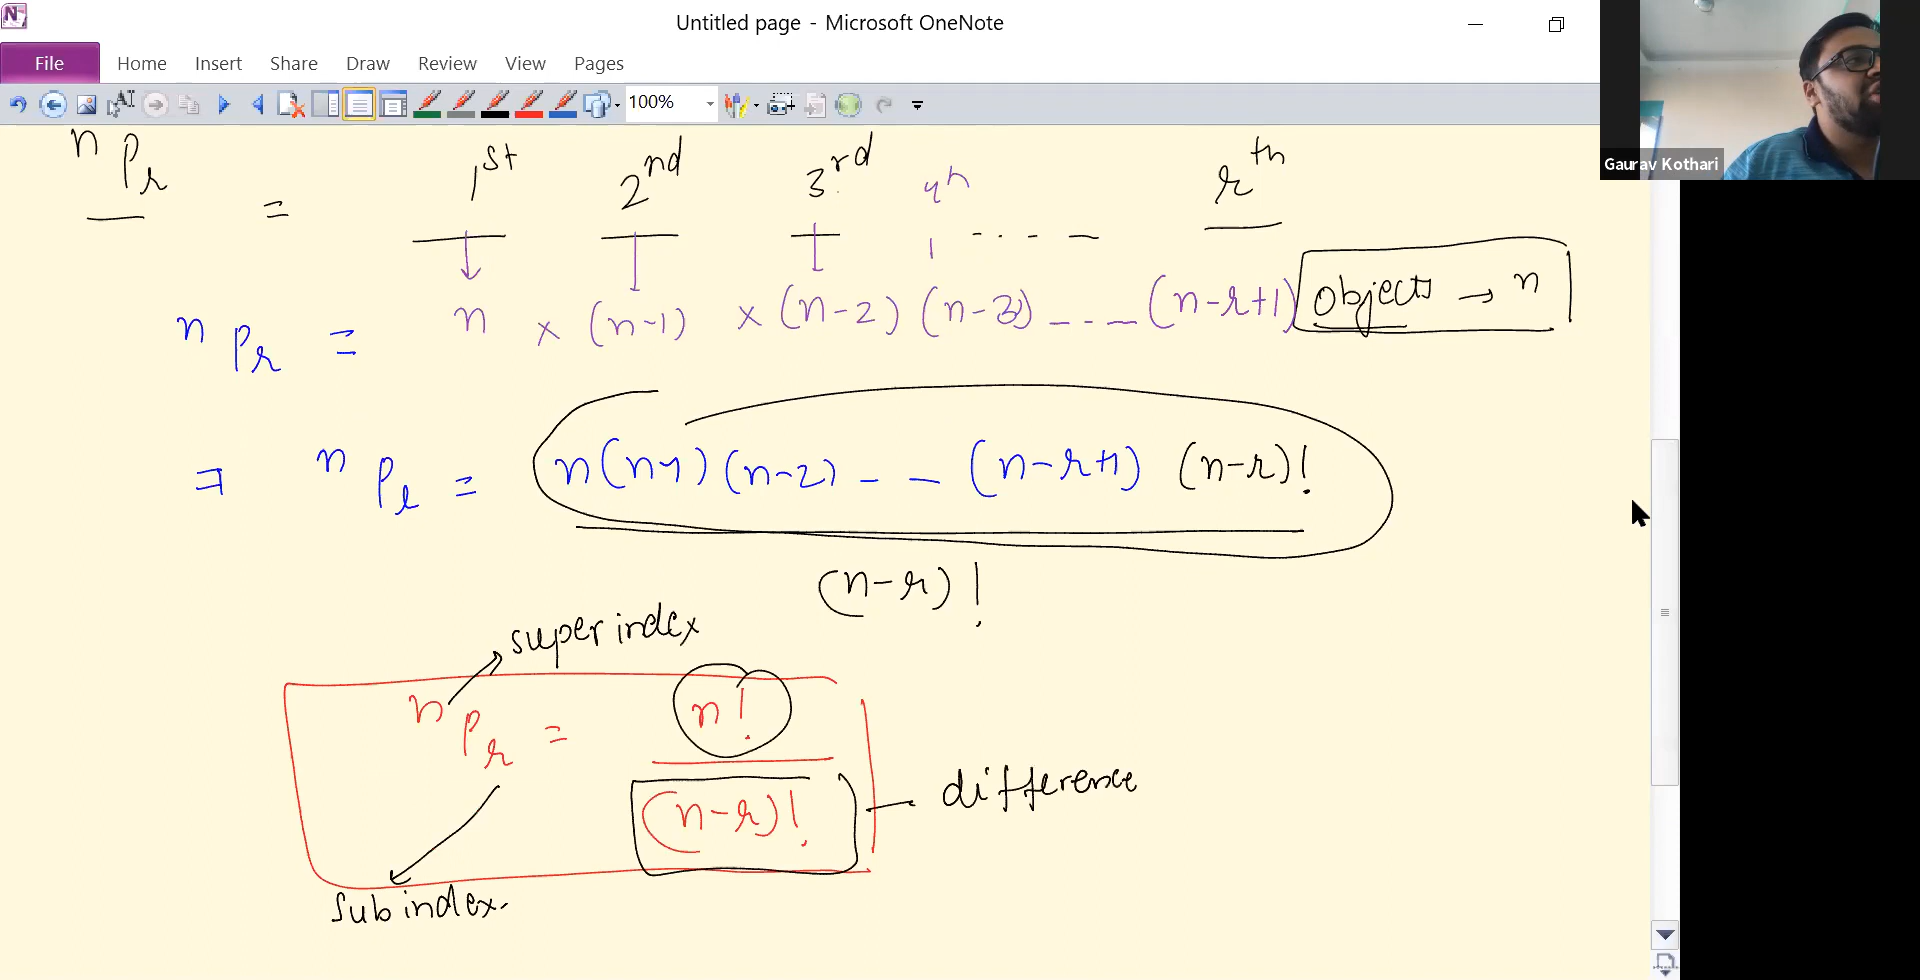 Untitled page - Microsoft OneNote
File Home Insert Share Draw Review View Pages
100%
Gaurav Kothari
nPr = 1st 2nd 3rd 4th - - - - rth
nPr = n × (n-1) × (n-2) (n-3) - - - (n-r+1)
objects → n
⇒ nPr = n(n-1)(n-2) - - (n-r+1) (n-r)!
(n-r)!
super index
nPr = n!
(n-r)!
difference
Sub index.